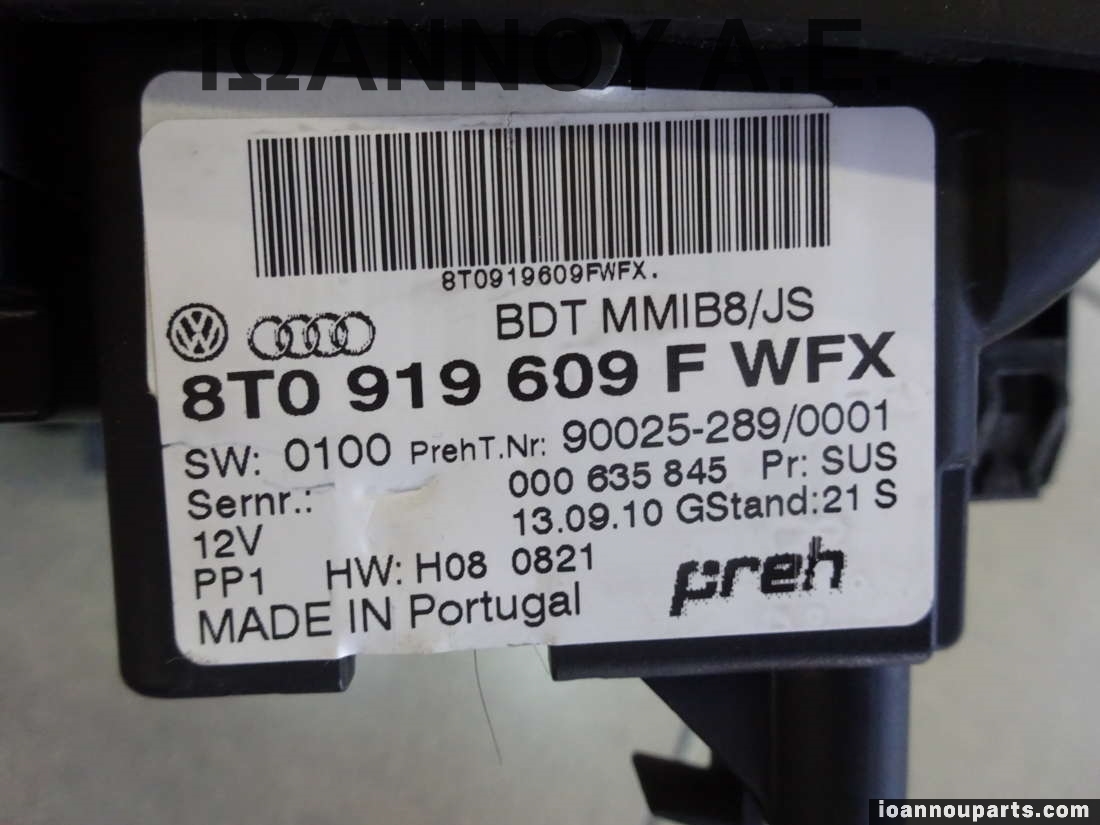 ιΩΑΝΝΟΥ Α.Ε.
8T0919609FWFX.
BDT MMIB8/JS
8T0 919 609 F WFX
SW: 0100 PrehT.Nr: 90025-289/0001
Sernr.: 000 635 845 Pr: SUS
12V 13.09.10 GStand:21 S
PP1 HW: H08 0821
MADE IN Portugal
preh
ioannouparts.com